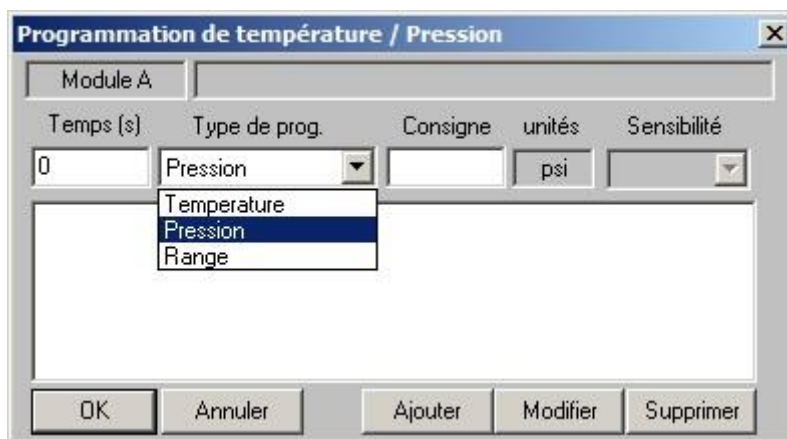 Programmation de température / Pression
Module A
Temps (s) Type de prog. Consigne unités Sensibilité
0 Pression psi
Temperature
Pression
Range
OK Annuler Ajouter Modifier Supprimer